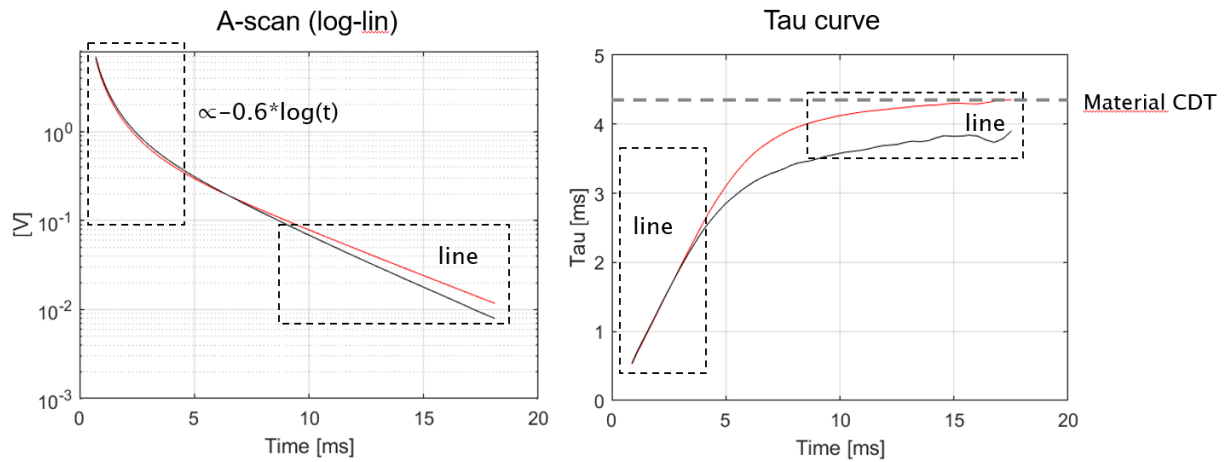 A-scan (log-lin)
[V]
10^0
10^-1
10^-2
10^-3
0
5
10
15
20
Time [ms]
∝−0.6*log(t)
line
Tau curve
Tau [ms]
5
4
3
2
1
0
0
5
10
15
20
Time [ms]
line
line
Material CDT